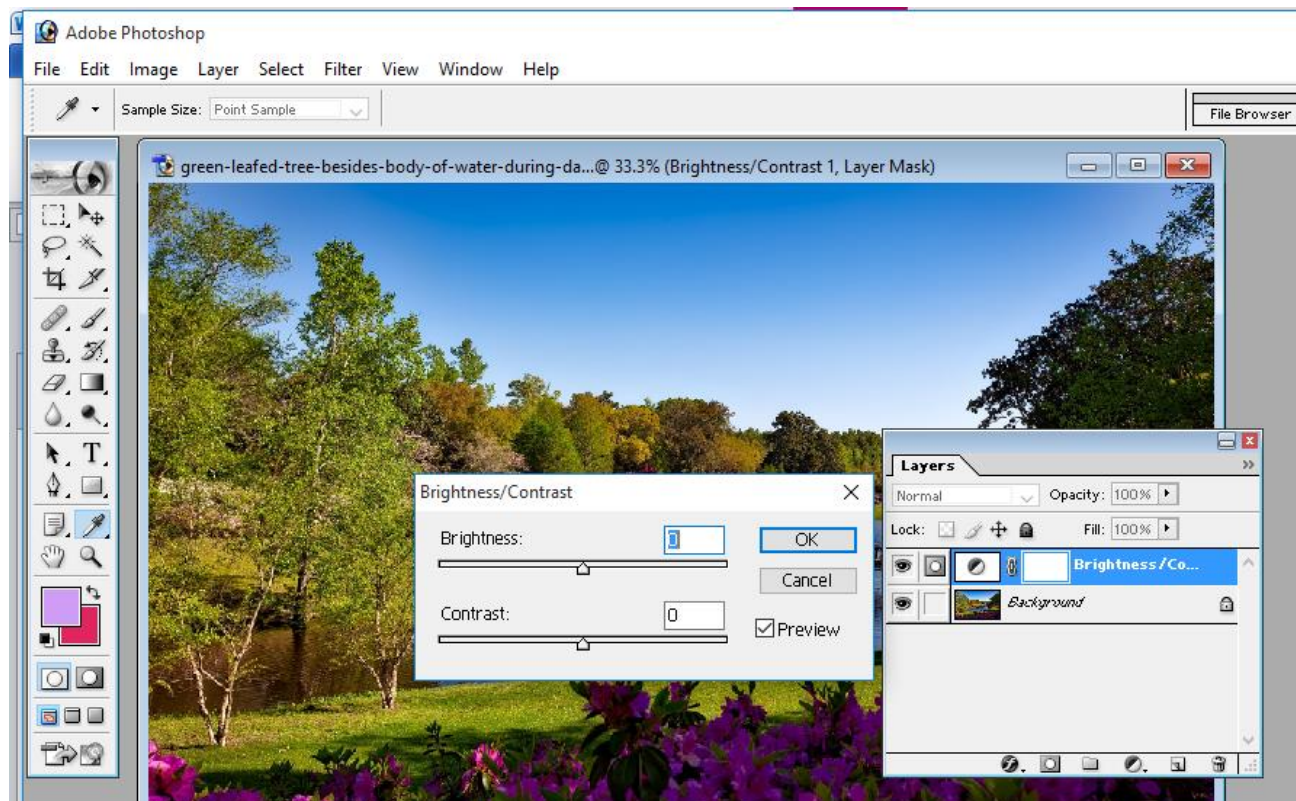 Adobe Photoshop
File Edit Image Layer Select Filter View Window Help
Sample Size: Point Sample
File Browser
green-leafed-tree-besides-body-of-water-during-da...@ 33.3% (Brightness/Contrast 1, Layer Mask)
Layers
Normal Opacity: 100%
Lock: Fill: 100%
Brightness/Co...
Background
Brightness/Contrast
Brightness: 0
OK
Cancel
Contrast: 0
Preview